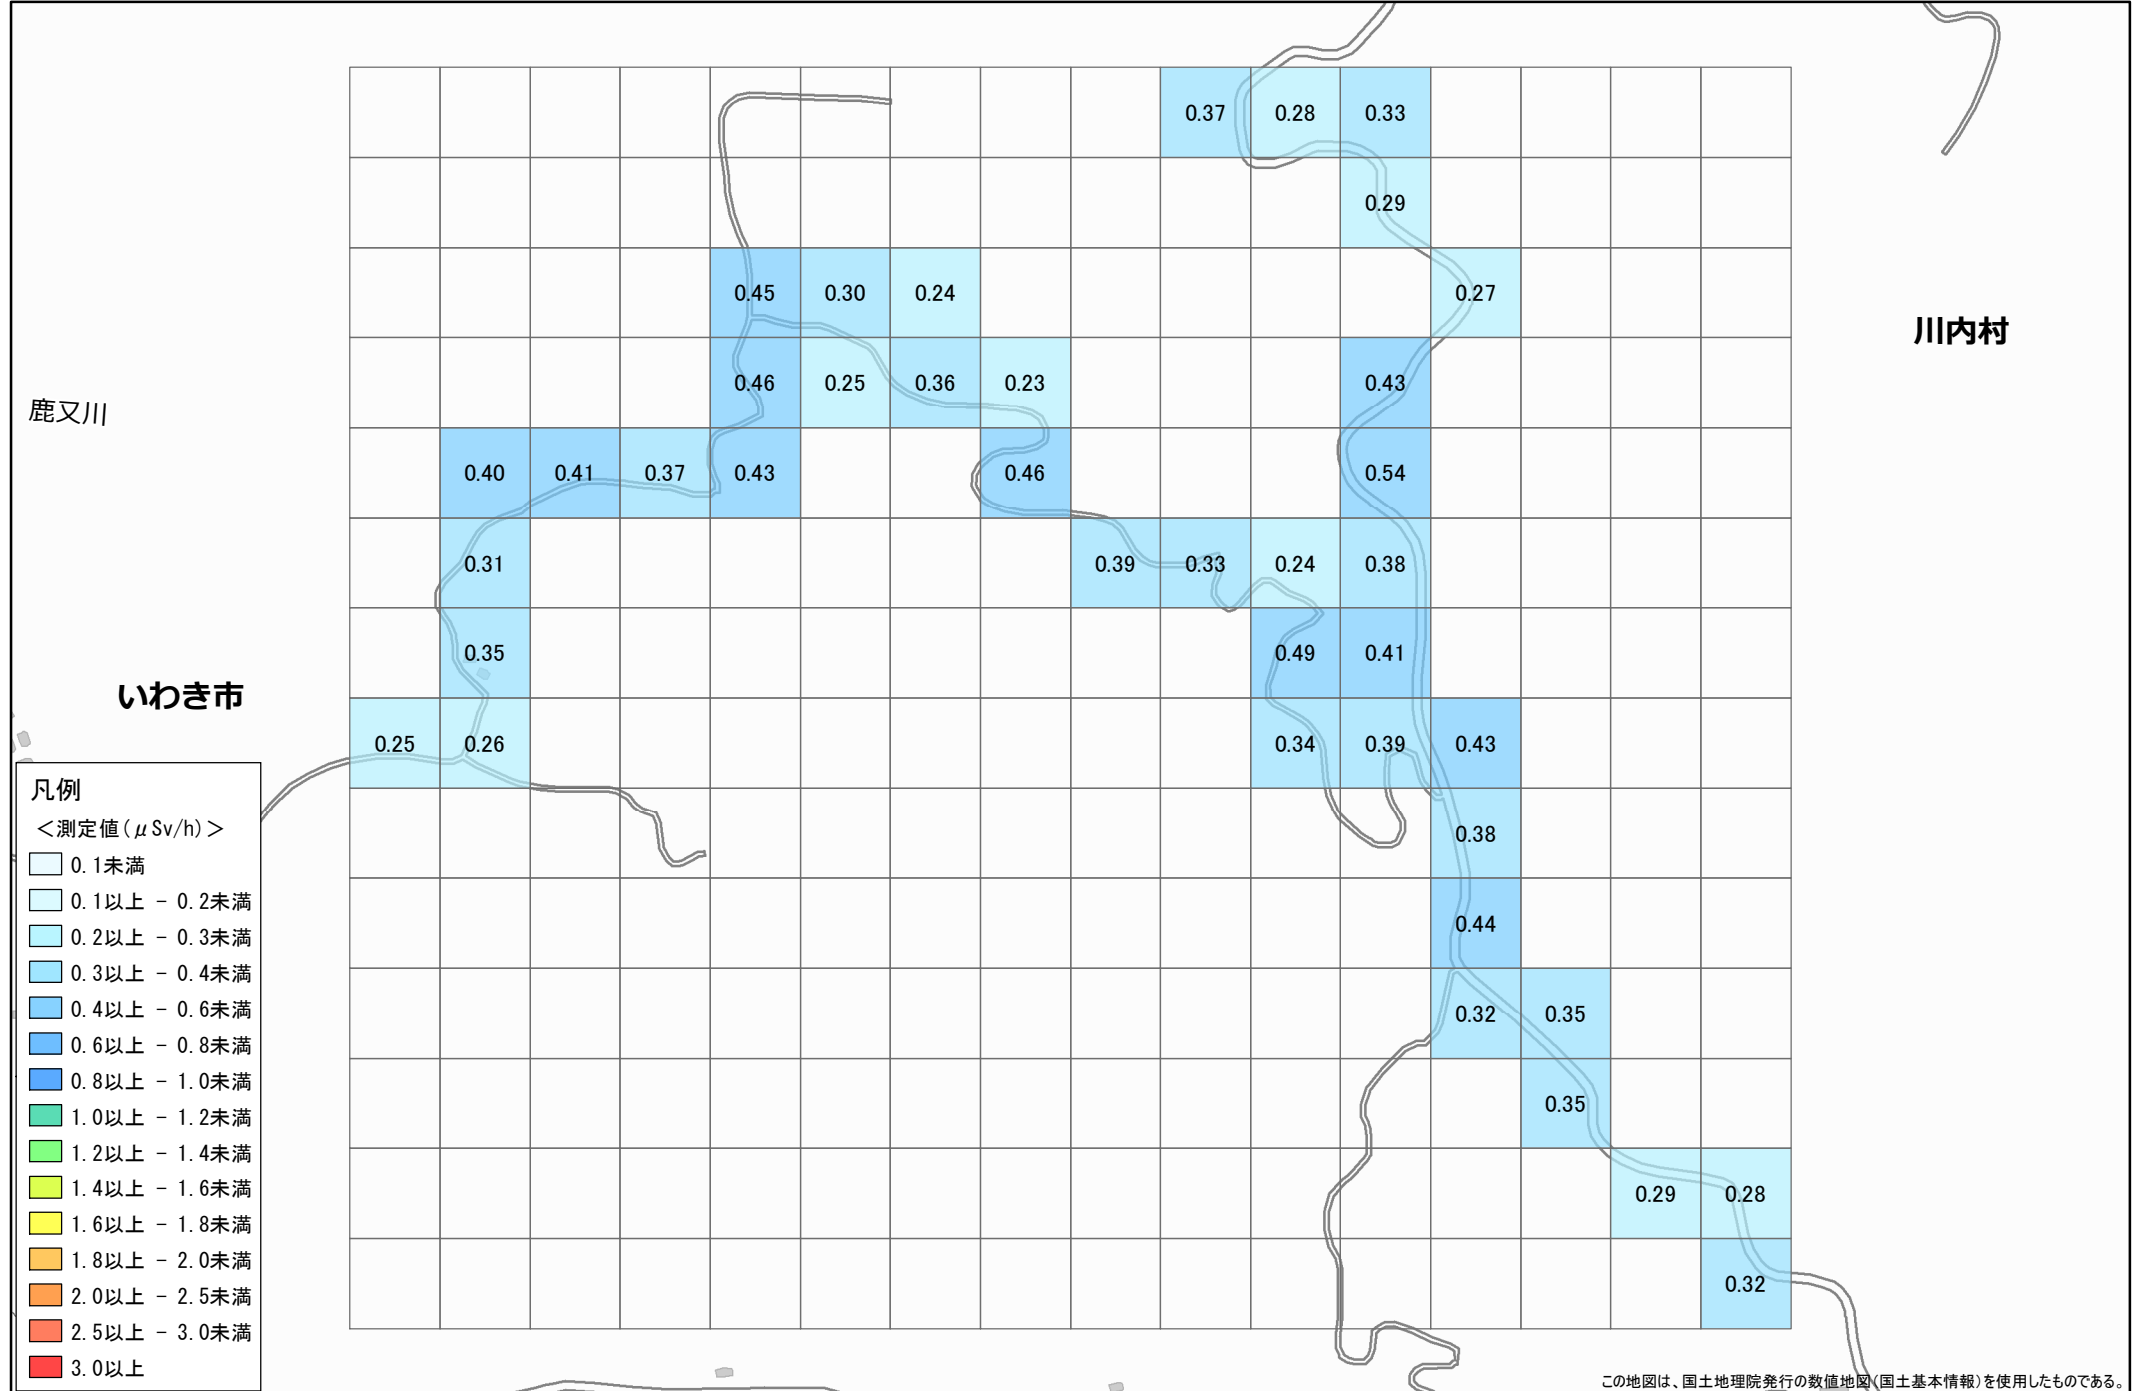 0.37 0.28 0.33
0.29
0.45 0.30 0.24 0.27
川内村
0.46 0.25 0.36 0.23 0.43
鹿又川
0.40 0.41 0.37 0.43 0.46 0.54
0.31 0.39 0.33 0.24 0.38
0.35 0.49 0.41
いわき市
0.25 0.26 0.34 0.39 0.43
0.38
0.44
0.32 0.35
0.35
0.29 0.28
0.32
凡例
＜測定値(μSv/h)＞
0.1未満
0.1以上 － 0.2未満
0.2以上 － 0.3未満
0.3以上 － 0.4未満
0.4以上 － 0.6未満
0.6以上 － 0.8未満
0.8以上 － 1.0未満
1.0以上 － 1.2未満
1.2以上 － 1.4未満
1.4以上 － 1.6未満
1.6以上 － 1.8未満
1.8以上 － 2.0未満
2.0以上 － 2.5未満
2.5以上 － 3.0未満
3.0以上
この地図は、国土地理院発行の数値地図(国土基本情報)を使用したものである。